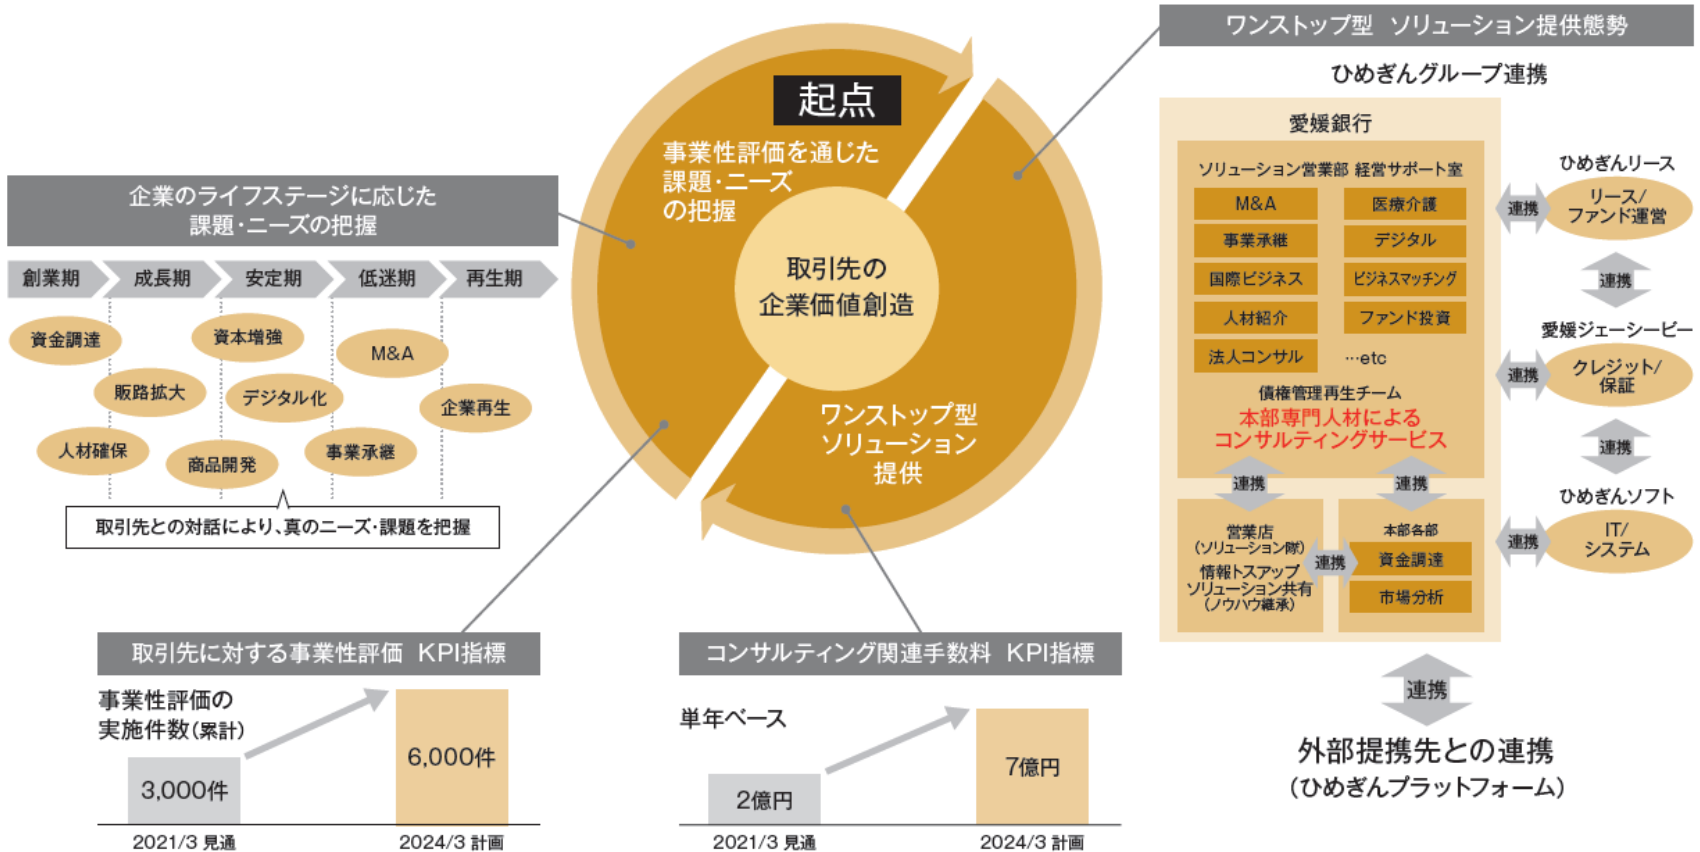 起点
事業性評価を通じた
課題・ニーズ
の把握
取引先の
企業価値創造
ワンストップ型
ソリューション
提供
企業のライフステージに応じた
課題・ニーズの把握
創業期
成長期
安定期
低迷期
再生期
資金調達
資本増強
M&A
販路拡大
デジタル化
企業再生
人材確保
商品開発
事業承継
取引先との対話により、真のニーズ・課題を把握
取引先に対する事業性評価 KPI指標
事業性評価の
実施件数(累計)
3,000件
6,000件
2021/3 見通
2024/3 計画
コンサルティング関連手数料 KPI指標
単年ベース
2億円
7億円
2021/3 見通
2024/3 計画
ワンストップ型 ソリューション提供態勢
ひめぎんグループ連携
愛媛銀行
ソリューション営業部 経営サポート室
M&A
医療介護
事業承継
デジタル
国際ビジネス
ビジネスマッチング
人材紹介
ファンド投資
法人コンサル
…etc
債権管理再生チーム
本部専門人材による
コンサルティングサービス
連携
連携
営業店
(ソリューション隊)
情報トスアップ
ソリューション共有
(ノウハウ継承)
連携
本部各部
資金調達
市場分析
ひめぎんリース
連携
リース/
ファンド運営
連携
愛媛ジェーシービー
連携
クレジット/
保証
連携
ひめぎんソフト
連携
IT/
システム
連携
外部提携先との連携
(ひめぎんプラットフォーム)